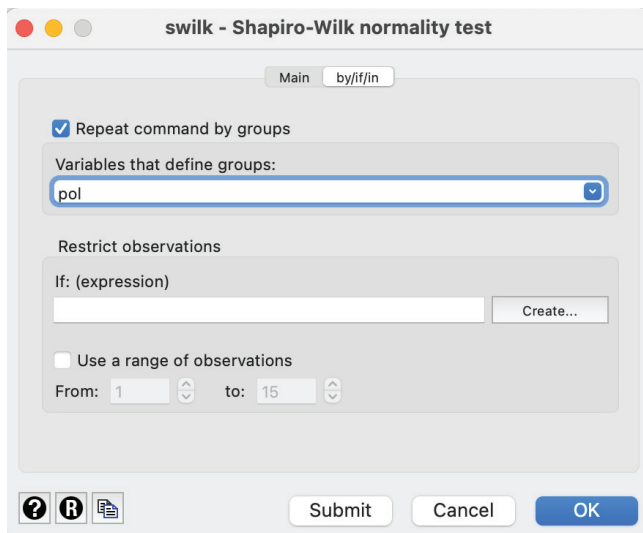 swilk - Shapiro-Wilk normality test
Main by/if/in
Repeat command by groups
Variables that define groups:
pol
Restrict observations
If: (expression)
Create...
Use a range of observations
From: 1 to: 15
? R Submit Cancel OK